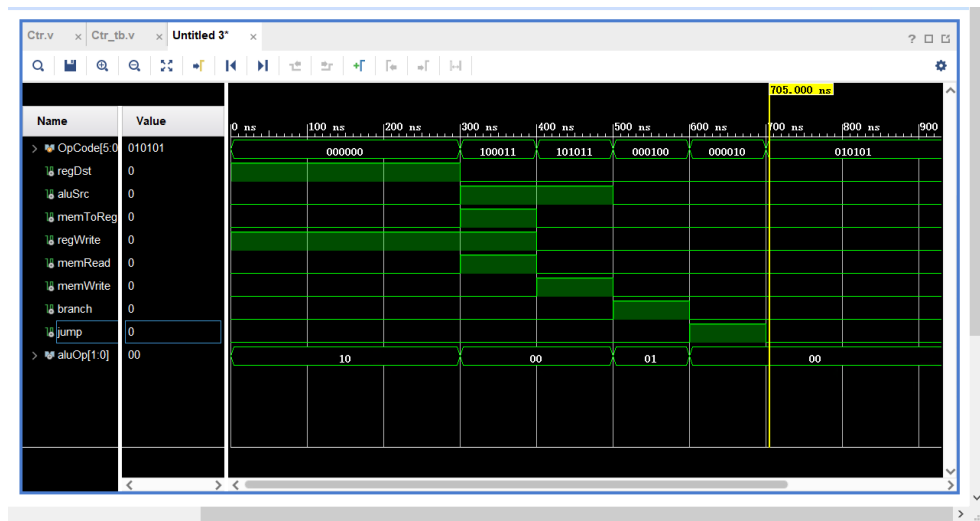 Ctr.v × Ctr_tb.v × Untitled 3* ×
705.000 ns
Name Value
0 ns 100 ns 200 ns 300 ns 400 ns 500 ns 600 ns 700 ns 800 ns 900
OpCode[5:0 010101 000000 100011 101011 000100 000010 010101
regDst 0
aluSrc 0
memToReg 0
regWrite 0
memRead 0
memWrite 0
branch 0
jump 0
aluOp[1:0] 00 10 00 01 00